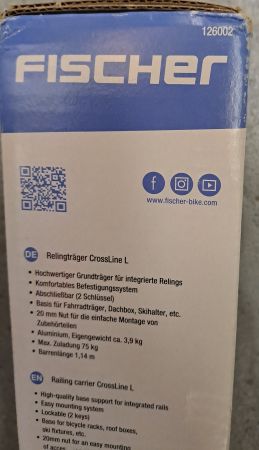 126002
FISCHER
www.fischer-bike.com
DE Relingträger CrossLine L
• Hochwertiger Grundträger für integrierte Relings
• Komfortables Befestigungssystem
• Abschließbar (2 Schlüssel)
• Basis für Fahrradträger, Dachbox, Skihalter, etc.
• 20 mm Nut für die einfache Montage von
Zubehörteilen
• Aluminium, Eigengewicht ca. 3,9 kg
• Max. Zuladung 75 kg
• Barrenlänge 1,14 m
EN Railing carrier CrossLine L
• High-quality base support for integrated rails
• Easy mounting system
• Lockable (2 keys)
• Base for bicycle racks, roof boxes,
ski fixtures, etc.
• 20mm nut for an easy mounting
of acces